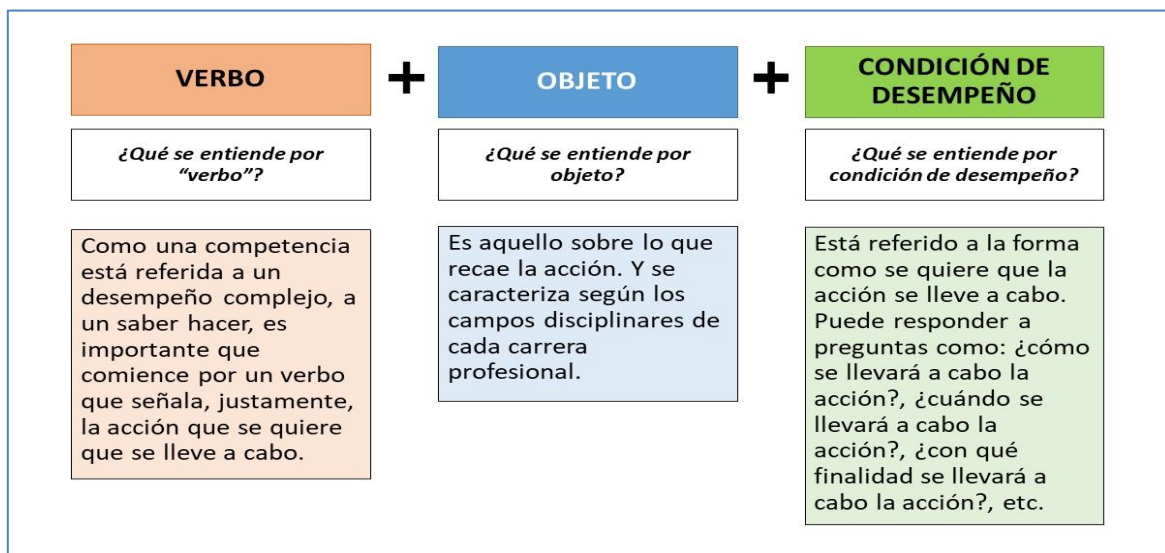 VERBO
+
OBJETO
+
CONDICIÓN DE
DESEMPEÑO
¿Qué se entiende por
“verbo”?
¿Qué se entiende por
objeto?
¿Qué se entiende por
condición de desempeño?
Como una competencia
está referida a un
desempeño complejo, a
un saber hacer, es
importante que
comience por un verbo
que señala, justamente,
la acción que se quiere
que se lleve a cabo.
Es aquello sobre lo que
recae la acción. Y se
caracteriza según los
campos disciplinares de
cada carrera
profesional.
Está referido a la forma
como se quiere que la
acción se lleve a cabo.
Puede responder a
preguntas como: ¿cómo
se llevará a cabo la
acción?, ¿cuándo se
llevará a cabo la
acción?, ¿con qué
finalidad se llevará a
cabo la acción?, etc.